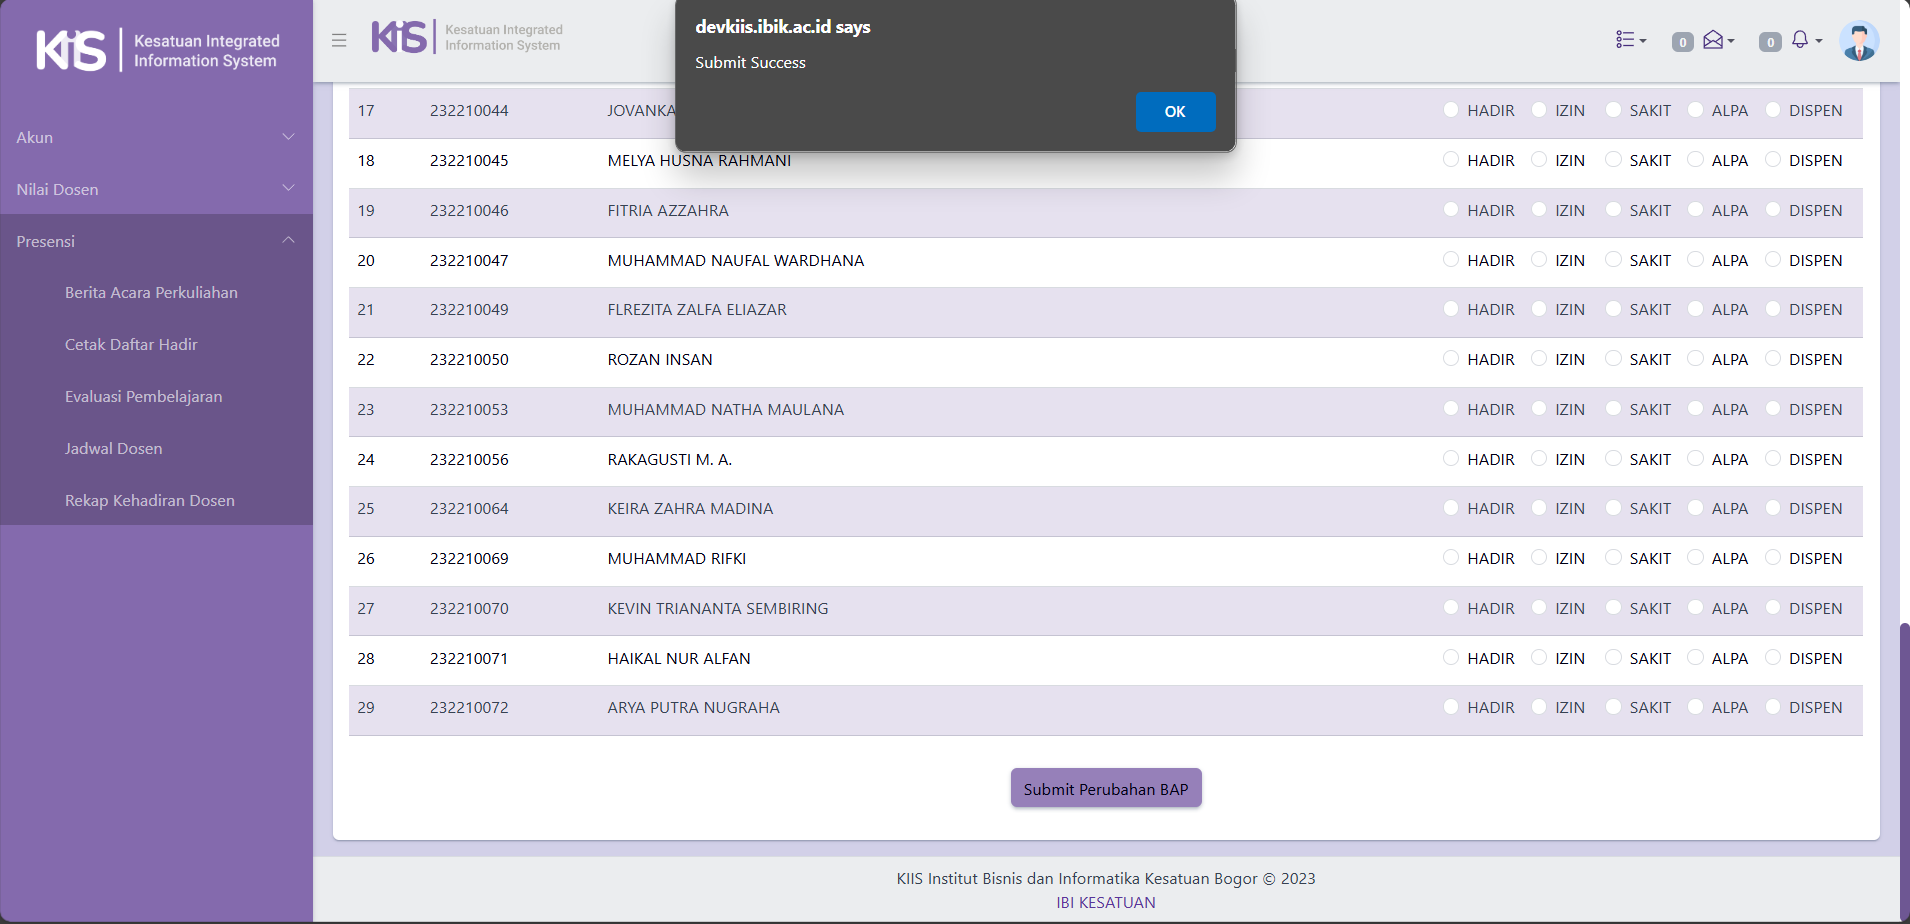 KiiS | Kesatuan Integrated
Information System
Akun
Nilai Dosen
Presensi
Berita Acara Perkuliahan
Cetak Daftar Hadir
Evaluasi Pembelajaran
Jadwal Dosen
Rekap Kehadiran Dosen
KiiS | Kesatuan Integrated
Information System
0
0
devkiis.ibik.ac.id says
Submit Success
OK
17 232210044 JOVANKA HADIR IZIN SAKIT ALPA DISPEN
18 232210045 MELYA HUSNA RAHMANI HADIR IZIN SAKIT ALPA DISPEN
19 232210046 FITRIA AZZAHRA HADIR IZIN SAKIT ALPA DISPEN
20 232210047 MUHAMMAD NAUFAL WARDHANA HADIR IZIN SAKIT ALPA DISPEN
21 232210049 FLREZITA ZALFA ELIAZAR HADIR IZIN SAKIT ALPA DISPEN
22 232210050 ROZAN INSAN HADIR IZIN SAKIT ALPA DISPEN
23 232210053 MUHAMMAD NATHA MAULANA HADIR IZIN SAKIT ALPA DISPEN
24 232210056 RAKAGUSTI M. A. HADIR IZIN SAKIT ALPA DISPEN
25 232210064 KEIRA ZAHRA MADINA HADIR IZIN SAKIT ALPA DISPEN
26 232210069 MUHAMMAD RIFKI HADIR IZIN SAKIT ALPA DISPEN
27 232210070 KEVIN TRIANANTA SEMBIRING HADIR IZIN SAKIT ALPA DISPEN
28 232210071 HAIKAL NUR ALFAN HADIR IZIN SAKIT ALPA DISPEN
29 232210072 ARYA PUTRA NUGRAHA HADIR IZIN SAKIT ALPA DISPEN
Submit Perubahan BAP
KIIS Institut Bisnis dan Informatika Kesatuan Bogor © 2023
IBI KESATUAN